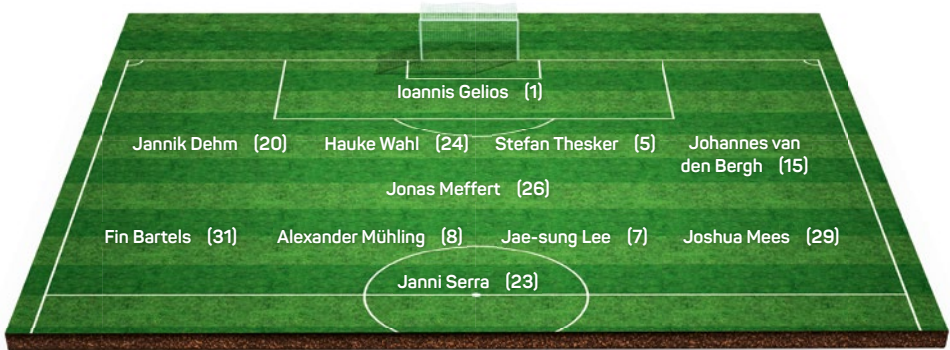 Ioannis Gelios (1)
Jannik Dehm (20) Hauke Wahl (24) Stefan Thesker (5) Johannes van
den Bergh (15)
Jonas Meffert (26)
Fin Bartels (31) Alexander Mühling (8) Jae-sung Lee (7) Joshua Mees (29)
Janni Serra (23)